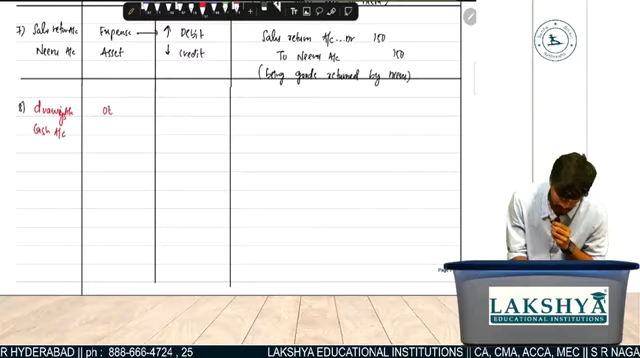 7) Sales return A/c Expense → ↑ Debit Sales return A/c...Dr 150
Neeru A/c Asset ↓ credit To Neeru A/c 150
(being goods returned by neeru)
8) drawings A/c ot
Cash A/c
Tr
Page
LAKSHYA
EDUCATIONAL INSTITUTIONS
R HYDERABAD || ph : 888-666-4724 , 25 LAKSHYA EDUCATIONAL INSTITUTIONS || CA, CMA, ACCA, MEC || S R NAGA